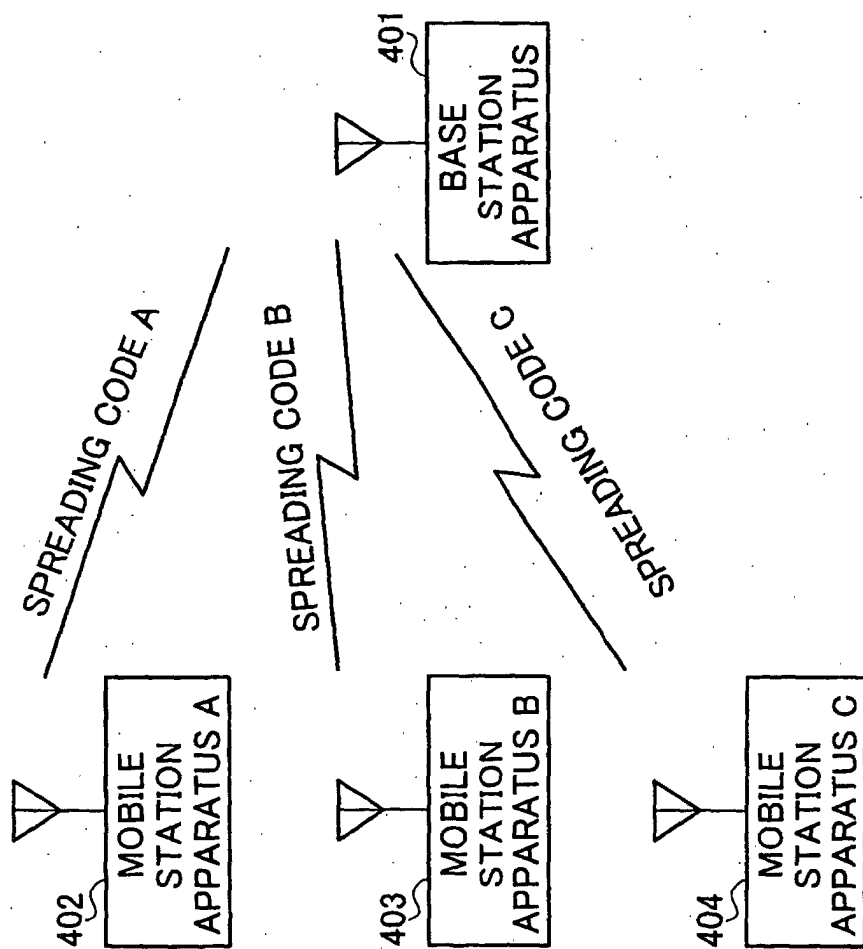 402
MOBILE
STATION
APPARATUS A
SPREADING CODE A
403
MOBILE
STATION
APPARATUS B
SPREADING CODE B
401
BASE
STATION
APPARATUS
404
MOBILE
STATION
APPARATUS C
SPREADING CODE C